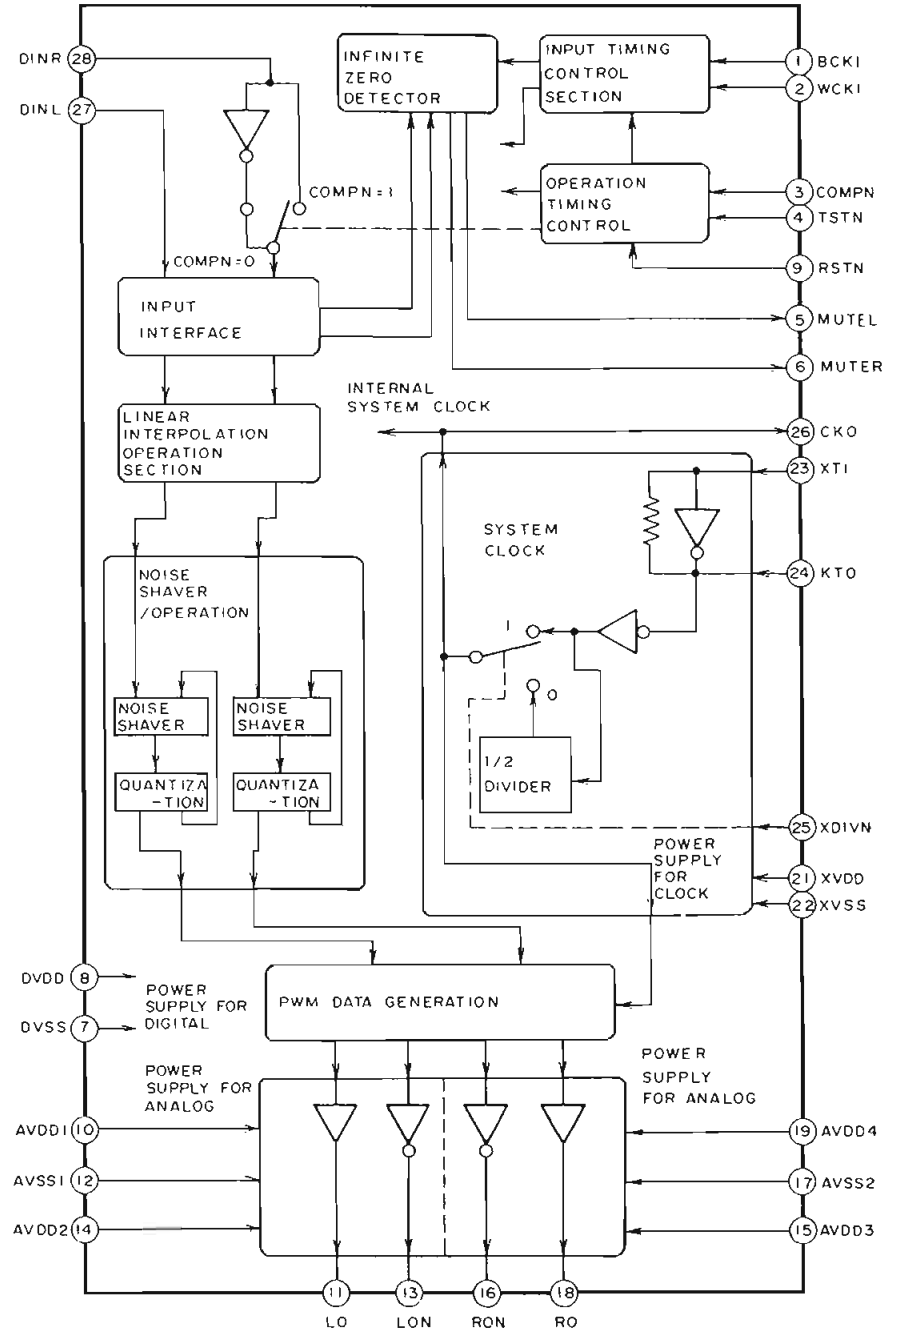 DINR 28
DINL 27
INFINITE
ZERO
DETECTOR
INPUT TIMING
CONTROL
SECTION
1 BCKI
2 WCKI
COMPN=1
OPERATION
TIMING
CONTROL
3 COMPN
4 TSTN
9 RSTN
COMPN=0
INPUT
INTERFACE
5 MUTEL
6 MUTER
INTERNAL
SYSTEM CLOCK
26 CKO
LINEAR
INTERPOLATION
OPERATION
SECTION
23 XTI
SYSTEM
CLOCK
24 KTO
NOISE
SHAVER
/OPERATION
1
0
NOISE
SHAVER
NOISE
SHAVER
QUANTIZA
-TION
QUANTIZA
-TION
1/2
DIVIDER
25 XDIVN
POWER
SUPPLY
FOR
CLOCK
21 XVDD
22 XVSS
DVDD 8
DVSS 7
POWER
SUPPLY FOR
DIGITAL
PWM DATA GENERATION
POWER
SUPPLY FOR
ANALOG
POWER
SUPPLY
FOR ANALOG
AVDD1 10
AVSS1 12
AVDD2 14
19 AVDD4
17 AVSS2
15 AVDD3
11 13 16 18
LO LON RON RO